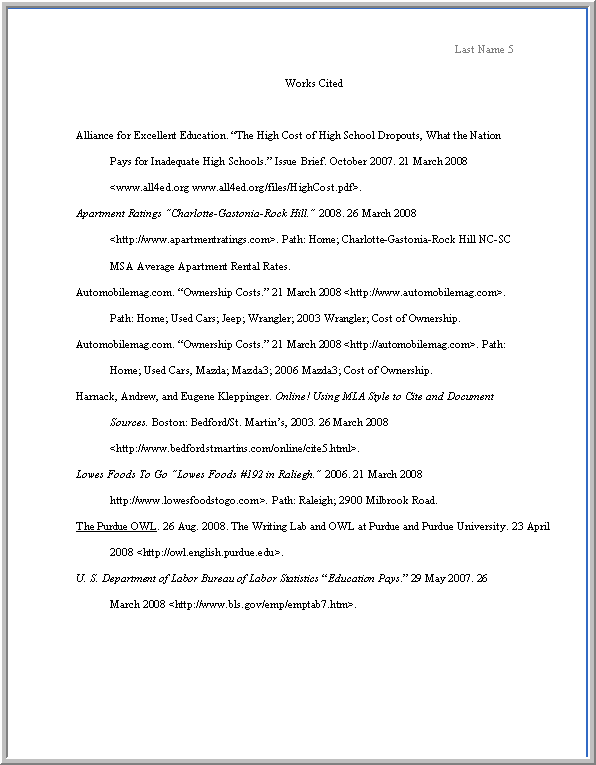 Last Name 5
Works Cited
Alliance for Excellent Education. “The High Cost of High School Dropouts, What the Nation
Pays for Inadequate High Schools.” Issue Brief. October 2007. 21 March 2008
<www.all4ed.org www.all4ed.org/files/HighCost.pdf>.
Apartment Ratings “Charlotte-Gastonia-Rock Hill.” 2008. 26 March 2008
<http://www.apartmentratings.com>. Path: Home; Charlotte-Gastonia-Rock Hill NC-SC
MSA Average Apartment Rental Rates.
Automobilemag.com. “Ownership Costs.” 21 March 2008 <http://www.automobilemag.com>.
Path: Home; Used Cars; Jeep; Wrangler; 2003 Wrangler; Cost of Ownership.
Automobilemag.com. “Ownership Costs.” 21 March 2008 <http://automobilemag.com>. Path:
Home; Used Cars, Mazda; Mazda3; 2006 Mazda3; Cost of Ownership.
Harnack, Andrew, and Eugene Kleppinger. Online! Using MLA Style to Cite and Document
Sources. Boston: Bedford/St. Martin’s, 2003. 26 March 2008
<http://www.bedfordstmartins.com/online/cite5.html>.
Lowes Foods To Go “Lowes Foods #192 in Raliegh.” 2006. 21 March 2008
http://www.lowesfoodstogo.com>. Path: Raleigh; 2900 Milbrook Road.
The Purdue OWL. 26 Aug. 2008. The Writing Lab and OWL at Purdue and Purdue University. 23 April
2008 <http://owl.english.purdue.edu>.
U. S. Department of Labor Bureau of Labor Statistics “Education Pays.” 29 May 2007. 26
March 2008 <http://www.bls.gov/emp/emptab7.htm>.